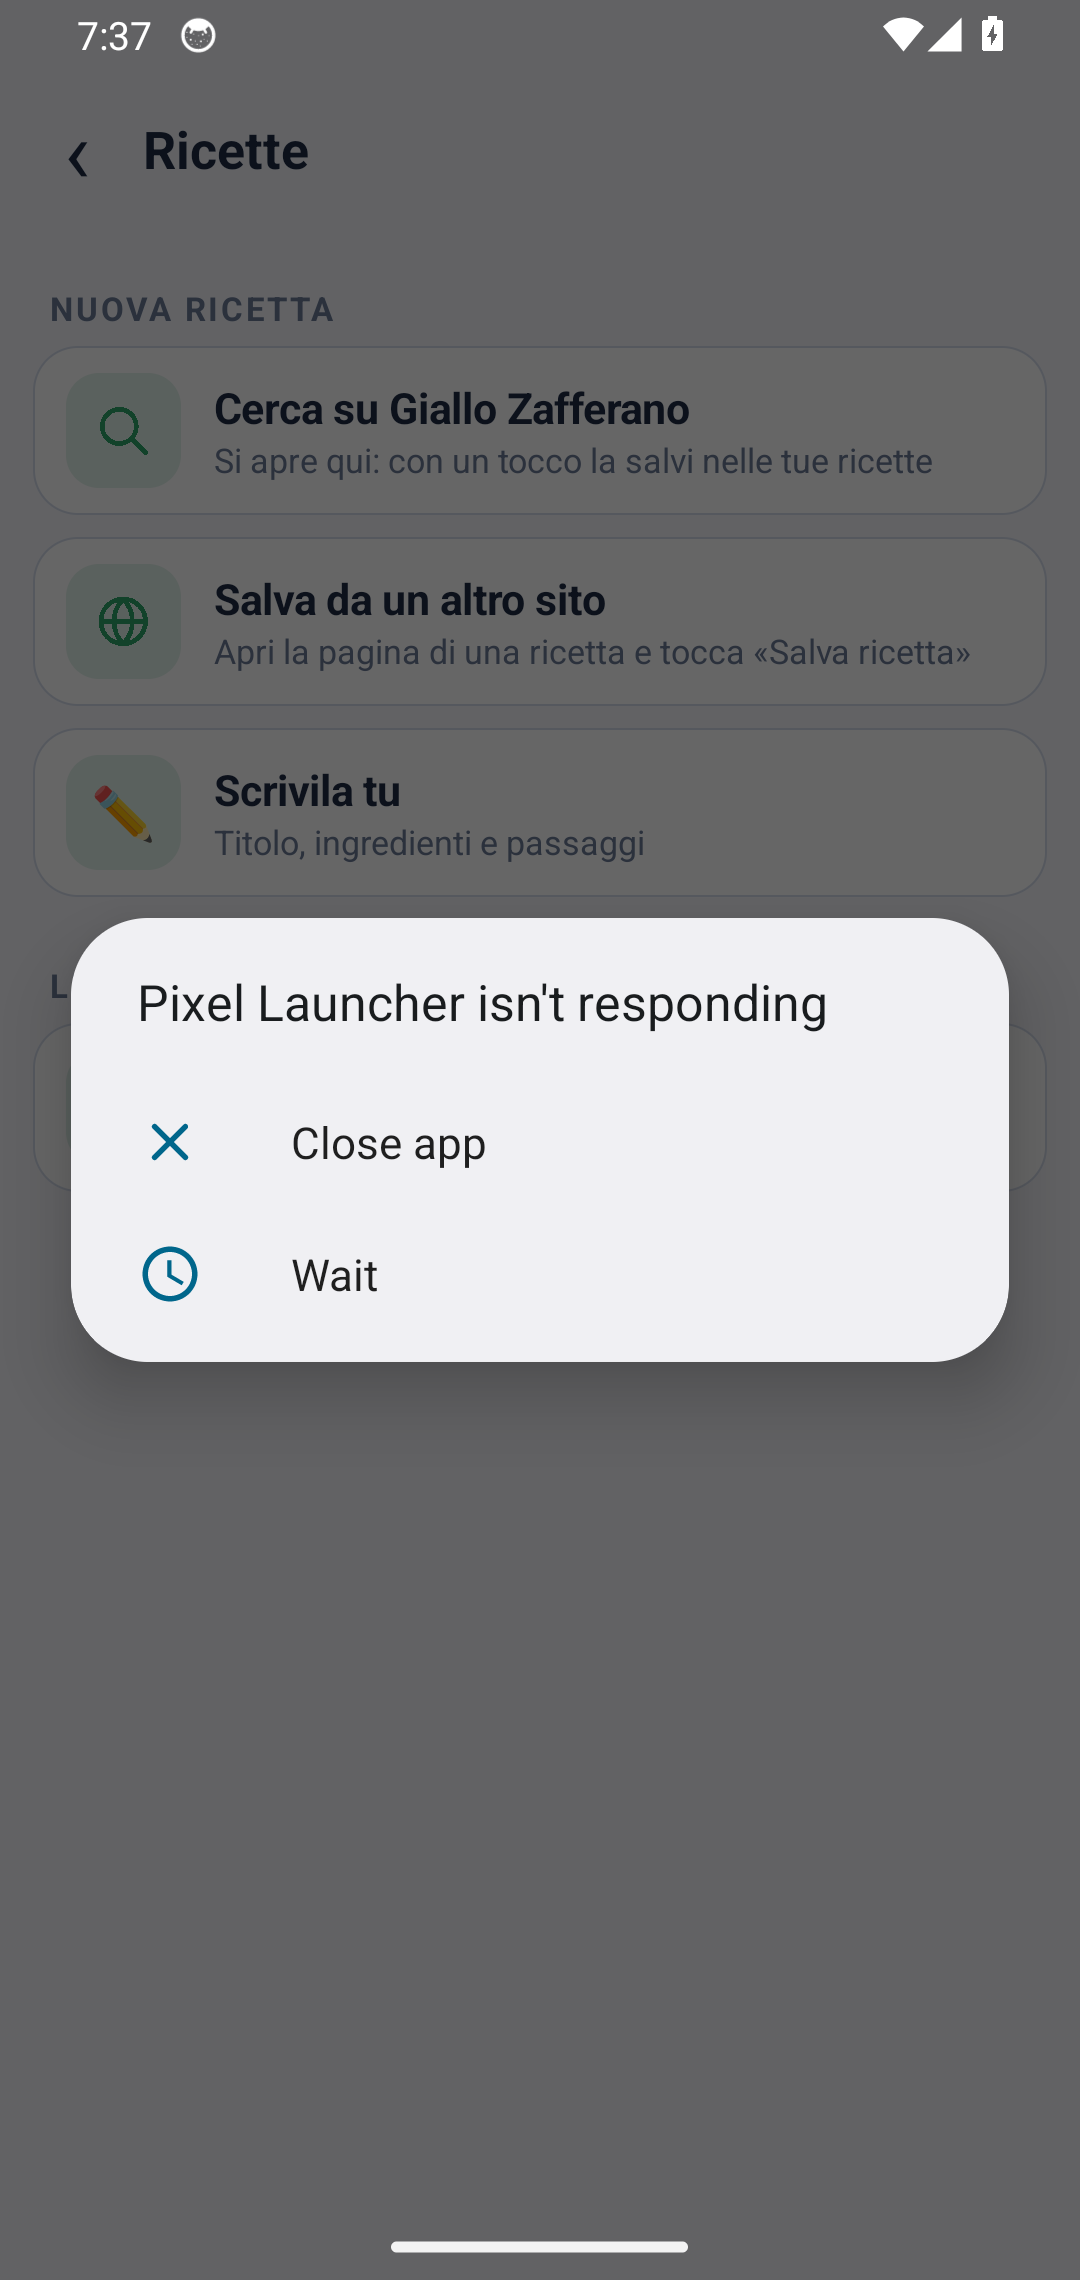 7:37
Ricette
NUOVA RICETTA
Cerca su Giallo Zafferano
Si apre qui: con un tocco la salvi nelle tue ricette
Salva da un altro sito
Apri la pagina di una ricetta e tocca «Salva ricetta»
Scrivila tu
Titolo, ingredienti e passaggi
Pixel Launcher isn't responding
Close app
Wait